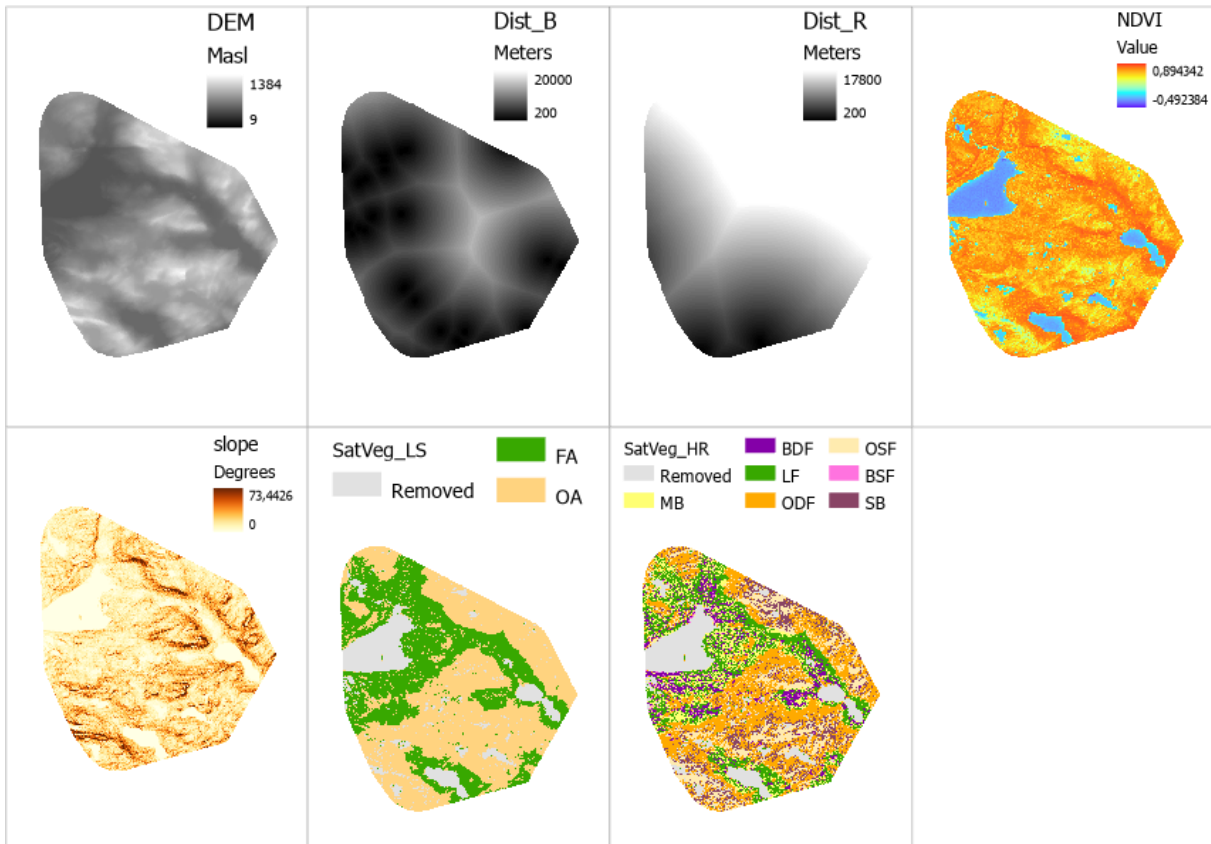 DEM
Masl
1384
9
Dist_B
Meters
20000
200
Dist_R
Meters
17800
200
NDVI
Value
0,894342
-0,492384
slope
Degrees
73,4426
0
SatVeg_LS
Removed
FA
OA
SatVeg_HR
Removed
MB
BDF
LF
ODF
OSF
BSF
SB